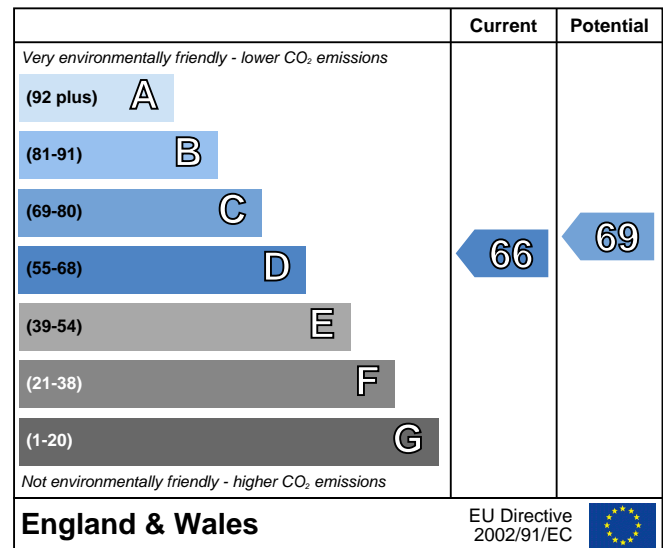 Current Potential
Very environmentally friendly - lower CO₂ emissions
(92 plus) A
(81-91) B
(69-80) C
(55-68) D
66
69
(39-54) E
(21-38) F
(1-20) G
Not environmentally friendly - higher CO₂ emissions
England & Wales
EU Directive
2002/91/EC